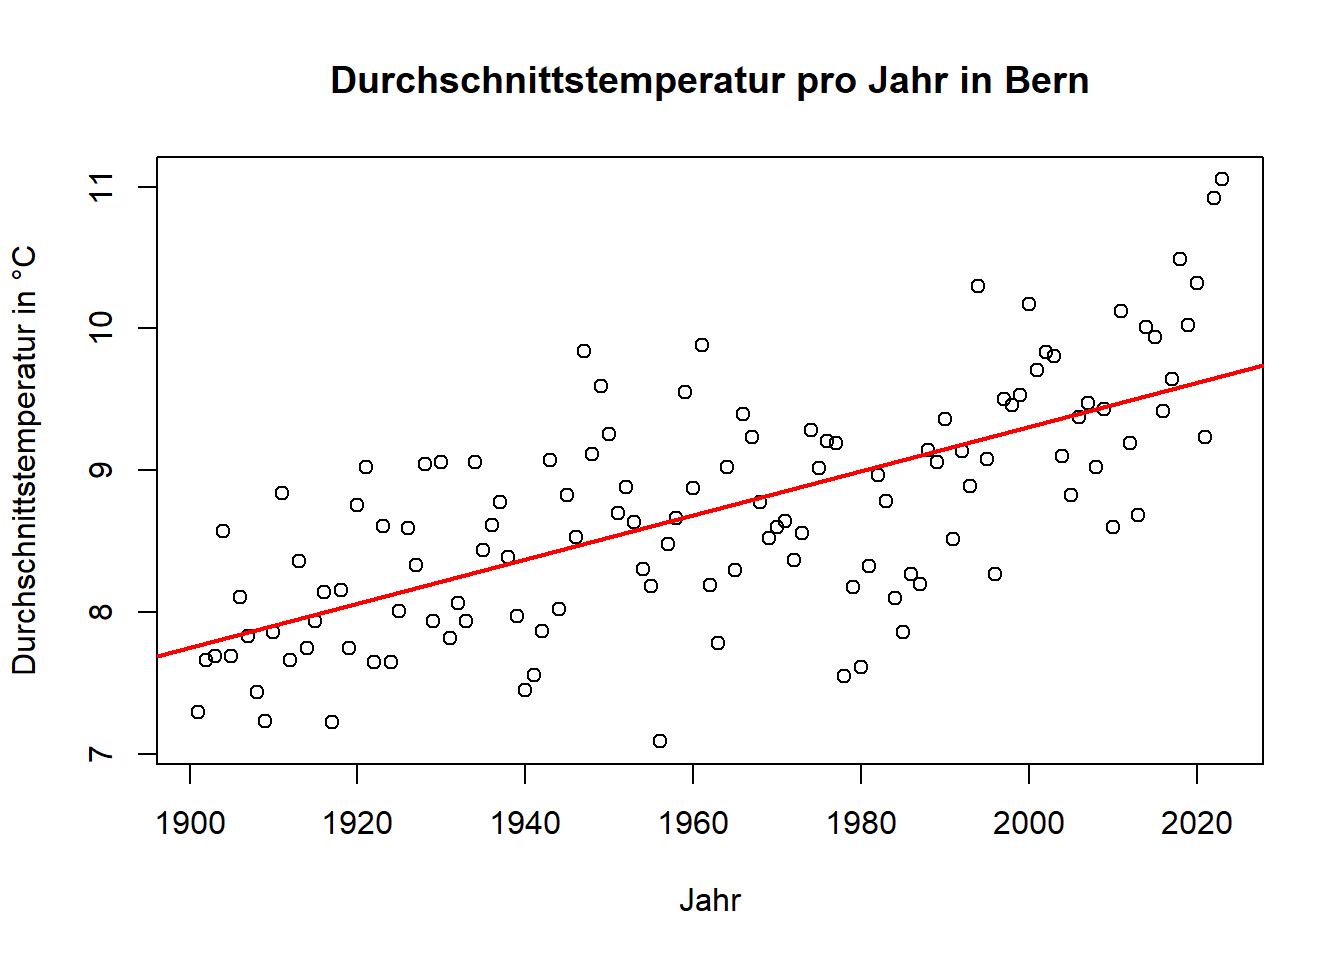 Durchschnittstemperatur pro Jahr in Bern
Durchschnittstemperatur in °C
11
10
9
8
7
1900 1920 1940 1960 1980 2000 2020
Jahr